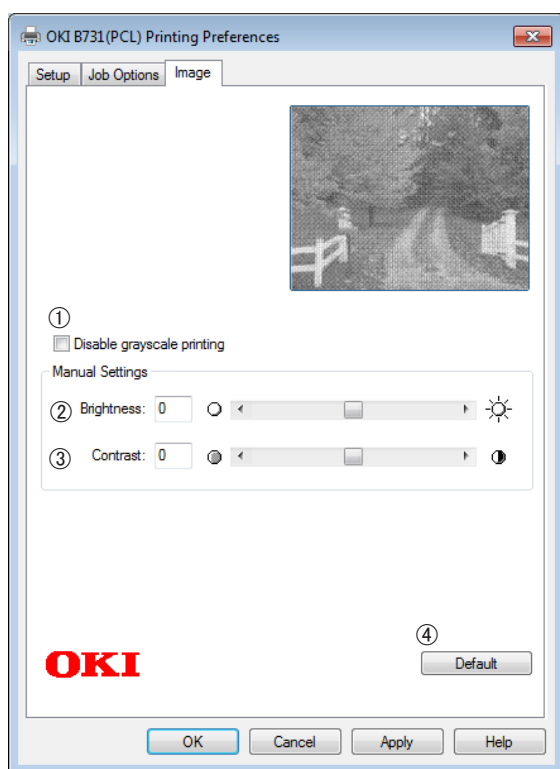 OKI B731(PCL) Printing Preferences
Setup Job Options Image
①
Disable grayscale printing
Manual Settings
② Brightness: 0
③ Contrast: 0
④
OKI Default
OK Cancel Apply Help